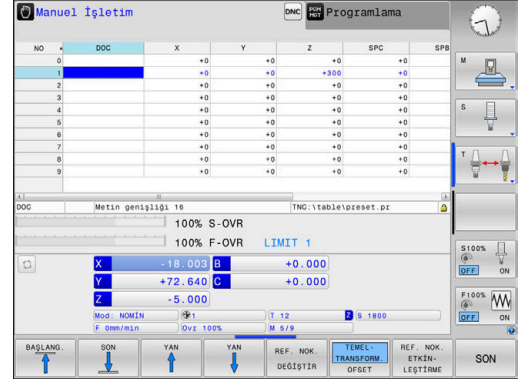 Manuel İşletim DNC PGM MGT Programlama
NO DOC X Y Z SPC SPB
0 +0 +0 +0 +0
1 +0 +0 +300 +0
2 +0 +0 +0 +0
3 +0 +0 +0 +0
4 +0 +0 +0 +0
5 +0 +0 +0 +0
6 +0 +0 +0 +0
7 +0 +0 +0 +0
8 +0 +0 +0 +0
9 +0 +0 +0 +0
DOC Metin genişliği 16 TNC:\table\preset.pr
100% S-OVR
100% F-OVR LIMIT 1
X -18.003 B +0.000
Y +72.640 C +0.000
Z -5.000
Mod: NOMİN 1 T 12 Z S 1800
F 0mm/min Ovr 100% M 5/9
M
S
T
S100%
OFF ON
F100%
OFF ON
BAŞLANG.
SON
YAN
YAN
REF. NOK.
DEĞİŞTİR
TEMEL-
TRANSFORM.
OFSET
REF. NOK.
ETKİN-
LEŞTİRME
SON